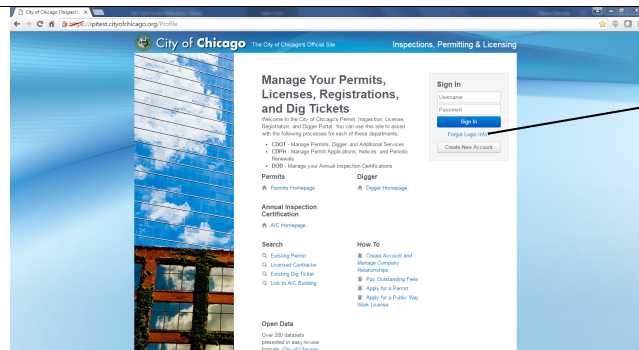 City of Chicago | Inspecti
https://ipitest.cityofchicago.org/Profile
City of Chicago The City of Chicago's Official Site
Inspections, Permitting & Licensing
Manage Your Permits,
Licenses, Registrations,
and Dig Tickets
Welcome to the City of Chicago's Permit, Inspection, License,
Registration, and Digger Portal. You can use this site to assist
with the following processes for each of these departments:
• CDOT - Manage Permits, Digger, and Additional Services
• CDPH - Manage Permit Applications, Notices, and Periodic
Renewals
• DOB - Manage your Annual Inspection Certifications
Permits
Permits Homepage
Digger
Digger Homepage
Annual Inspection
Certification
AIC Homepage
Search
Existing Permit
Licensed Contractor
Existing Dig Ticket
Link to AIC Building
How To
Create Account and
Manage Company
Relationships
Pay Outstanding Fees
Apply for a Permit
Apply for a Public Way
Work License
Open Data
Over 200 datasets
presented in easy-to-use
formats. City of Chicago
Sign In
Username
Password
Sign In
Forgot Login Info?
Create New Account